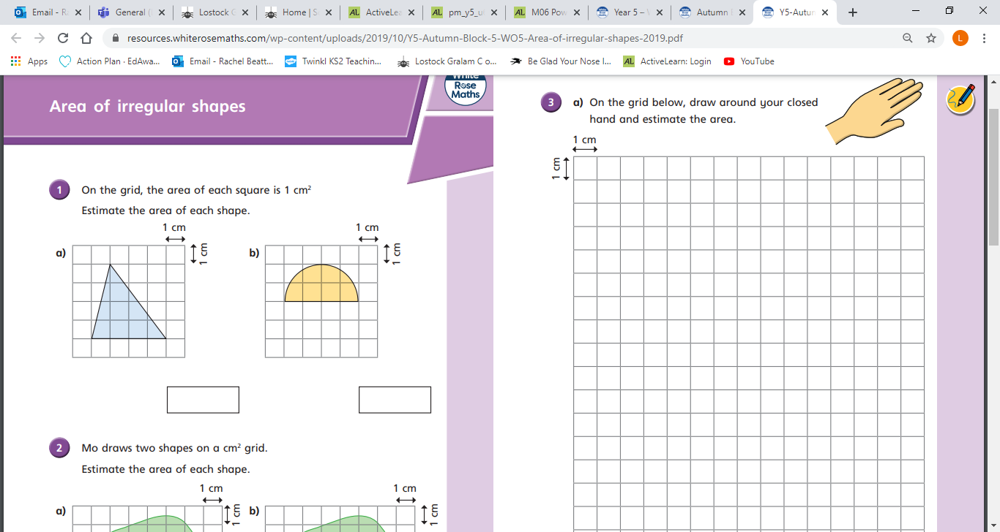 Email - Ra
General (
Lostock G
Home | S
ActiveLea
pm_y5_u
M06 Pow
Year 5 – W
Autumn B
Y5-Autun
resources.whiterosemaths.com/wp-content/uploads/2019/10/Y5-Autumn-Block-5-WO5-Area-of-irregular-shapes-2019.pdf
L
Apps
Action Plan · EdAwa...
Email - Rachel Beatt...
Twinkl KS2 Teachin...
Lostock Gralam C o...
Be Glad Your Nose I...
ActiveLearn: Login
YouTube
Area of irregular shapes
White
Rose
Maths
1 On the grid, the area of each square is 1 cm²
Estimate the area of each shape.
1 cm
1 cm
a)
b)
1 cm
1 cm
2 Mo draws two shapes on a cm² grid.
Estimate the area of each shape.
1 cm
1 cm
a)
b)
1 cm
1 cm
3 a) On the grid below, draw around your closed
hand and estimate the area.
1 cm
1 cm